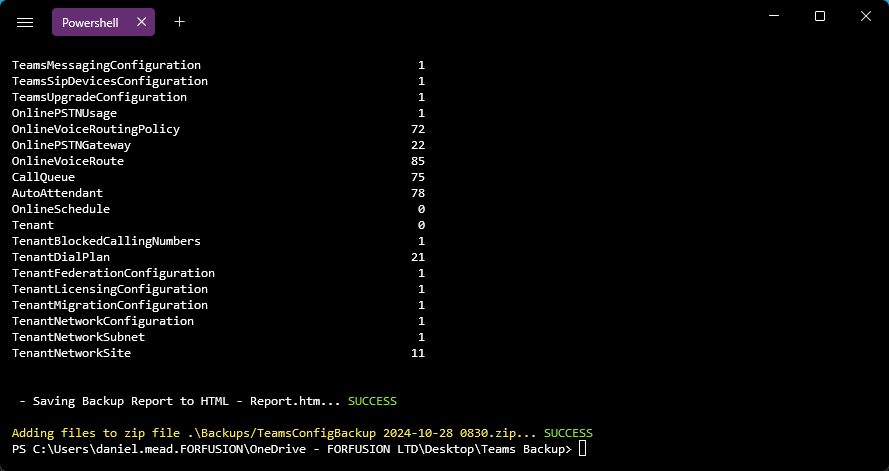 Powershell
TeamsMessagingConfiguration 1
TeamsSipDevicesConfiguration 1
TeamsUpgradeConfiguration 1
OnlinePSTNUsage 1
OnlineVoiceRoutingPolicy 72
OnlinePSTNGateway 22
OnlineVoiceRoute 85
CallQueue 75
AutoAttendant 78
OnlineSchedule 0
Tenant 0
TenantBlockedCallingNumbers 1
TenantDialPlan 21
TenantFederationConfiguration 1
TenantLicensingConfiguration 1
TenantMigrationConfiguration 1
TenantNetworkConfiguration 1
TenantNetworkSubnet 1
TenantNetworkSite 11
- Saving Backup Report to HTML - Report.htm... SUCCESS
Adding files to zip file .\Backups/TeamsConfigBackup 2024-10-28 0830.zip... SUCCESS
PS C:\Users\daniel.mead.FORFUSION\OneDrive - FORFUSION LTD\Desktop\Teams Backup>